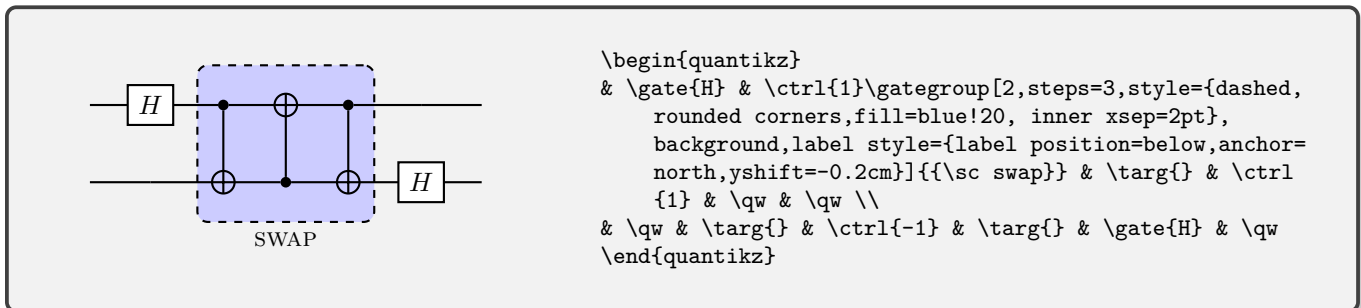 H
H
SWAP
\begin{quantikz}
& \gate{H} & \ctrl{1}\gategroup[2,steps=3,style={dashed,
rounded corners,fill=blue!20, inner xsep=2pt},
background,label style={label position=below,anchor=
north,yshift=-0.2cm}]{{\sc swap}} & \targ{} & \ctrl
{1} & \qw & \qw \\
& \qw & \targ{} & \ctrl{-1} & \targ{} & \gate{H} & \qw
\end{quantikz}